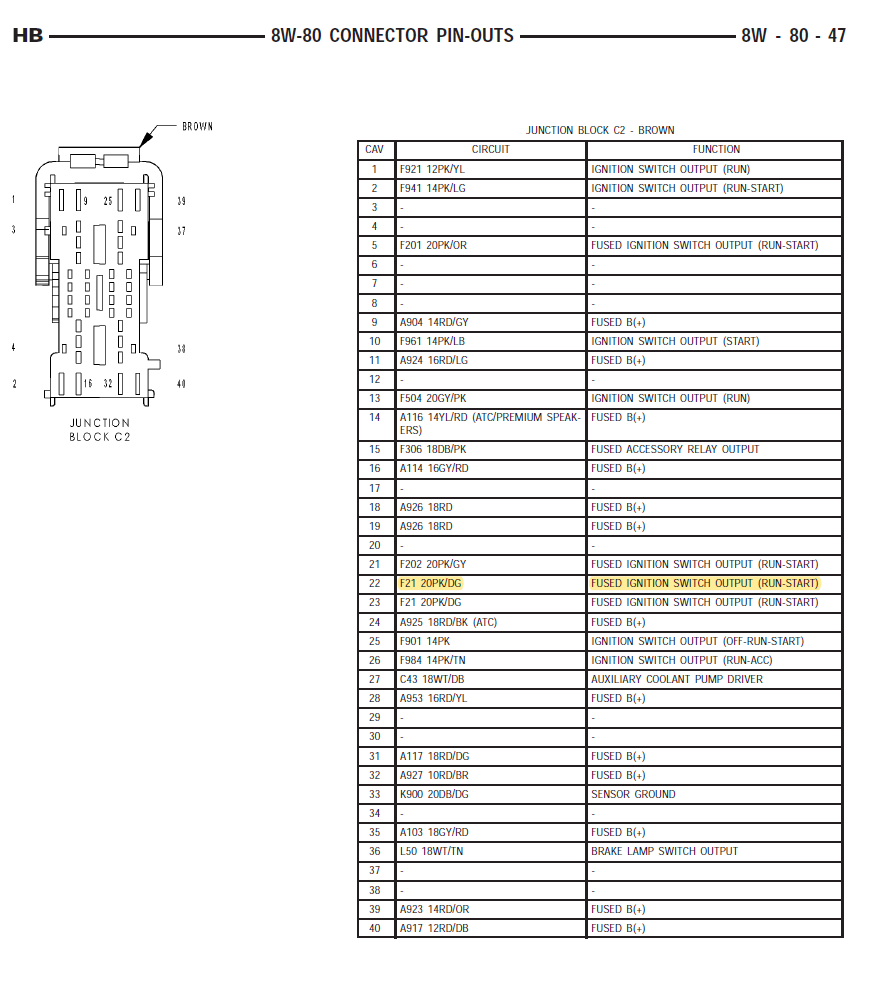 HB 8W-80 CONNECTOR PIN-OUTS 8W - 80 - 47
BROWN
1 9 25 39
3 37
4 38
2 16 32 40
JUNCTION
BLOCK C2
JUNCTION BLOCK C2 - BROWN
CAV CIRCUIT FUNCTION
1 F921 12PK/YL IGNITION SWITCH OUTPUT (RUN)
2 F941 14PK/LG IGNITION SWITCH OUTPUT (RUN-START)
3 - -
4 - -
5 F201 20PK/OR FUSED IGNITION SWITCH OUTPUT (RUN-START)
6 - -
7 - -
8 - -
9 A904 14RD/GY FUSED B(+)
10 F961 14PK/LB IGNITION SWITCH OUTPUT (START)
11 A924 16RD/LG FUSED B(+)
12 - -
13 F504 20GY/PK IGNITION SWITCH OUTPUT (RUN)
14 A116 14YL/RD (ATC/PREMIUM SPEAK- FUSED B(+)
ERS)
15 F306 18DB/PK FUSED ACCESSORY RELAY OUTPUT
16 A114 16GY/RD FUSED B(+)
17 - -
18 A926 18RD FUSED B(+)
19 A926 18RD FUSED B(+)
20 - -
21 F202 20PK/GY FUSED IGNITION SWITCH OUTPUT (RUN-START)
22 F21 20PK/DG FUSED IGNITION SWITCH OUTPUT (RUN-START)
23 F21 20PK/DG FUSED IGNITION SWITCH OUTPUT (RUN-START)
24 A925 18RD/BK (ATC) FUSED B(+)
25 F901 14PK IGNITION SWITCH OUTPUT (OFF-RUN-START)
26 F984 14PK/TN IGNITION SWITCH OUTPUT (RUN-ACC)
27 C43 18WT/DB AUXILIARY COOLANT PUMP DRIVER
28 A953 16RD/YL FUSED B(+)
29 - -
30 - -
31 A117 18RD/DG FUSED B(+)
32 A927 10RD/BR FUSED B(+)
33 K900 20DB/DG SENSOR GROUND
34 - -
35 A103 18GY/RD FUSED B(+)
36 L50 18WT/TN BRAKE LAMP SWITCH OUTPUT
37 - -
38 - -
39 A923 14RD/OR FUSED B(+)
40 A917 12RD/DB FUSED B(+)